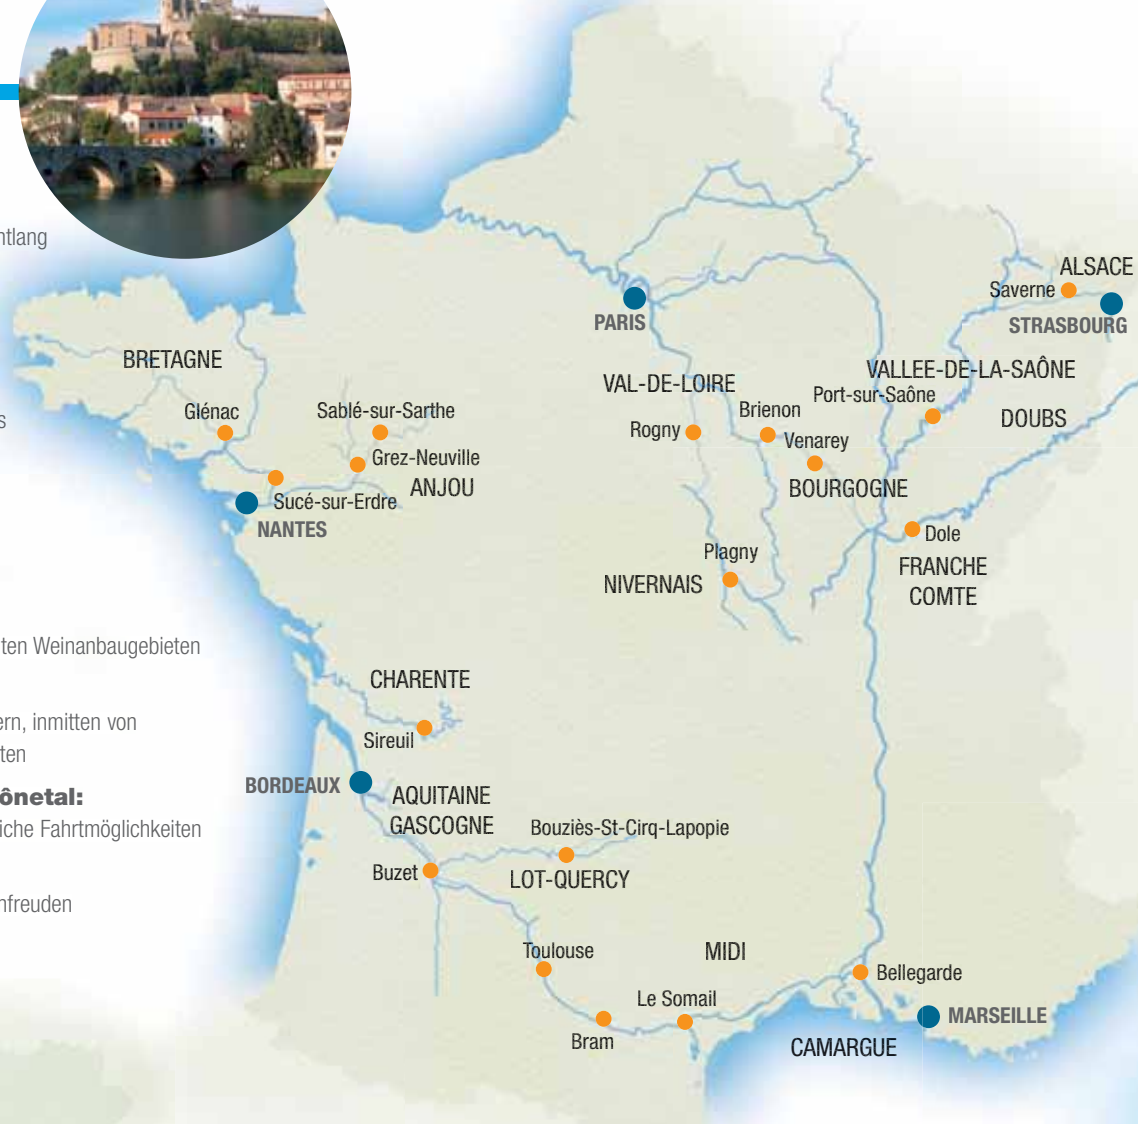 ALSACE
Saverne
STRASBOURG
PARIS
BRETAGNE
VALLEE-DE-LA-SAÔNE
VAL-DE-LOIRE
Port-sur-Saône
DOUBS
Glénac
Sablé-sur-Sarthe
Brienon
Rogny
Venarey
Grez-Neuville
ANJOU
BOURGOGNE
Sucé-sur-Erdre
NANTES
Dole
Plagny
FRANCHE
COMTE
NIVERNAIS
ten Weinanbaugebieten
CHARENTE
ern, inmitten von
ten
Sireuil
BORDEAUX
ônetal:
AQUITAINE
GASCOGNE
iche Fahrtmöglichkeiten
Bouziès-St-Cirq-Lapopie
Buzet
LOT-QUERCY
nfreuden
Toulouse
MIDI
Bellegarde
Le Somail
MARSEILLE
Bram
CAMARGUE